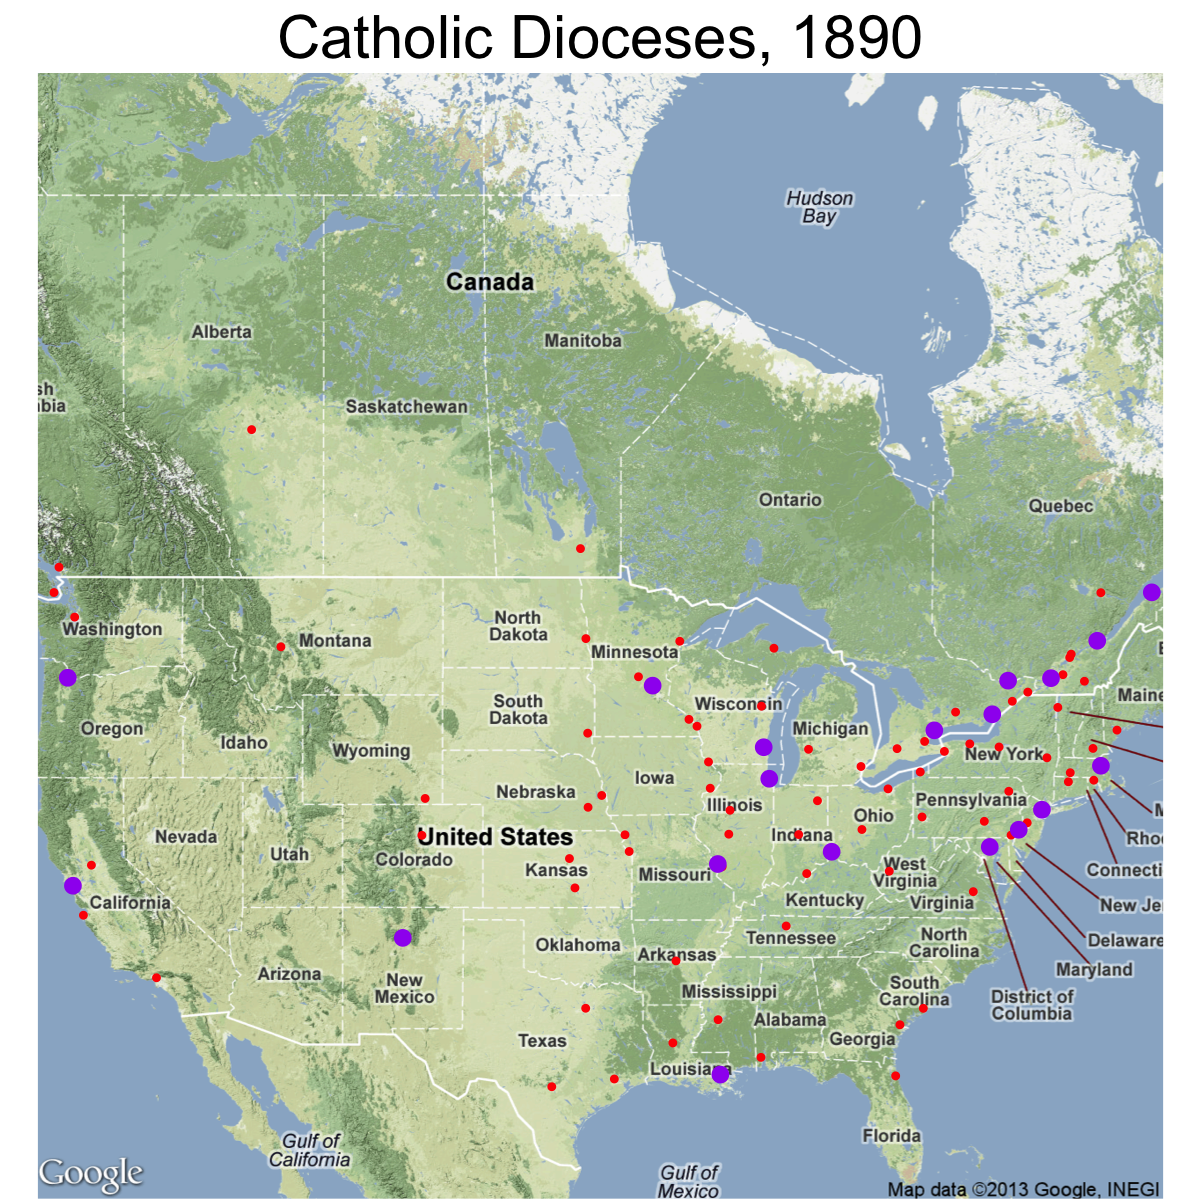 Catholic Dioceses, 1890
Hudson
Bay
Canada
Alberta
Manitoba
sh
bia
Saskatchewan
Ontario
Quebec
Washington
Montana
North
Dakota
Minnesota
Maine
Oregon
Idaho
Wyoming
South
Dakota
Wisconsin
Michigan
New York
Iowa
Nebraska
Illinois
Ohio
Pennsylvania
M
Rho
Nevada
Utah
United States
Colorado
Kansas
Missouri
Indiana
West
Virginia
Connecti
California
Kentucky
Virginia
New Je
Oklahoma
Arkansas
Tennessee
North
Carolina
Delaware
Maryland
Arizona
New
Mexico
Mississippi
South
Carolina
District of
Columbia
Texas
Alabama
Georgia
Louisiana
Gulf of
California
Florida
Gulf of
Mexico
Google
Map data ©2013 Google, INEGI